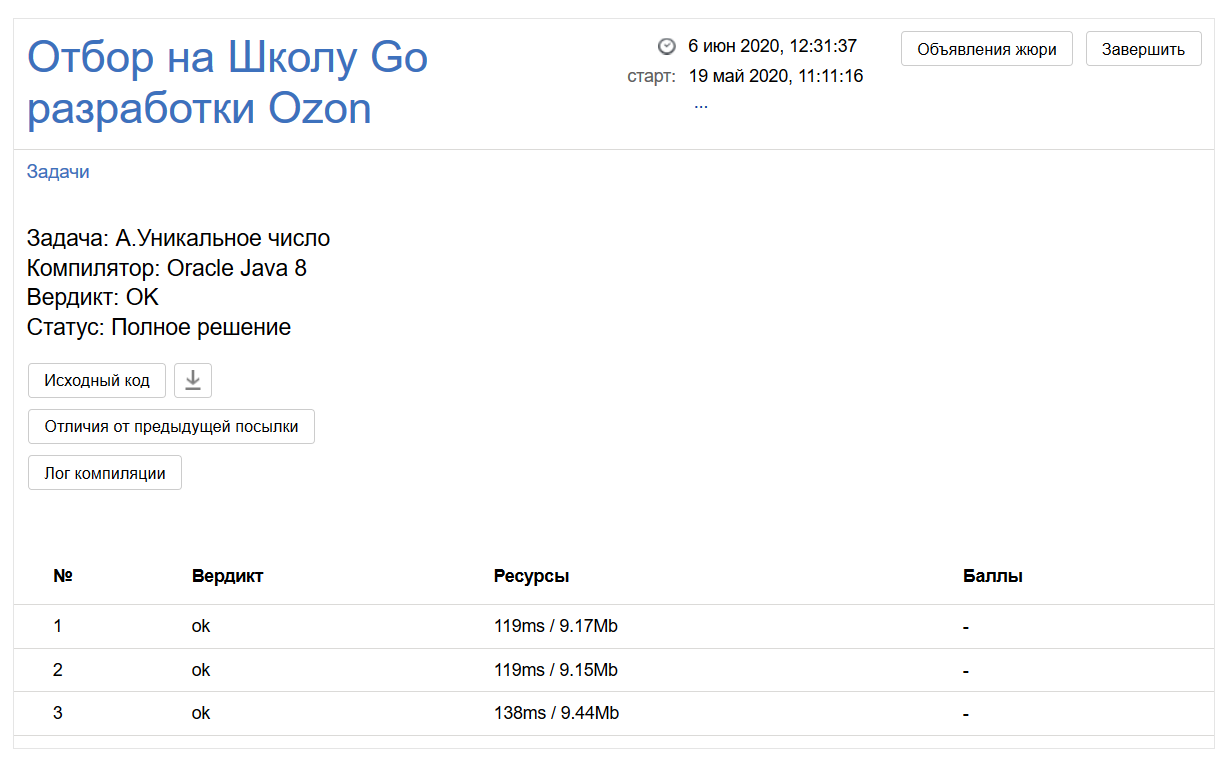 Отбор на Школу Go
разработки Ozon
6 июн 2020, 12:31:37
старт: 19 май 2020, 11:11:16
...
Объявления жюри
Завершить
Задачи
Задача: A.Уникальное число
Компилятор: Oracle Java 8
Вердикт: OK
Статус: Полное решение
Исходный код
Отличия от предыдущей посылки
Лог компиляции
№ Вердикт Ресурсы Баллы
1 ok 119ms / 9.17Mb -
2 ok 119ms / 9.15Mb -
3 ok 138ms / 9.44Mb -